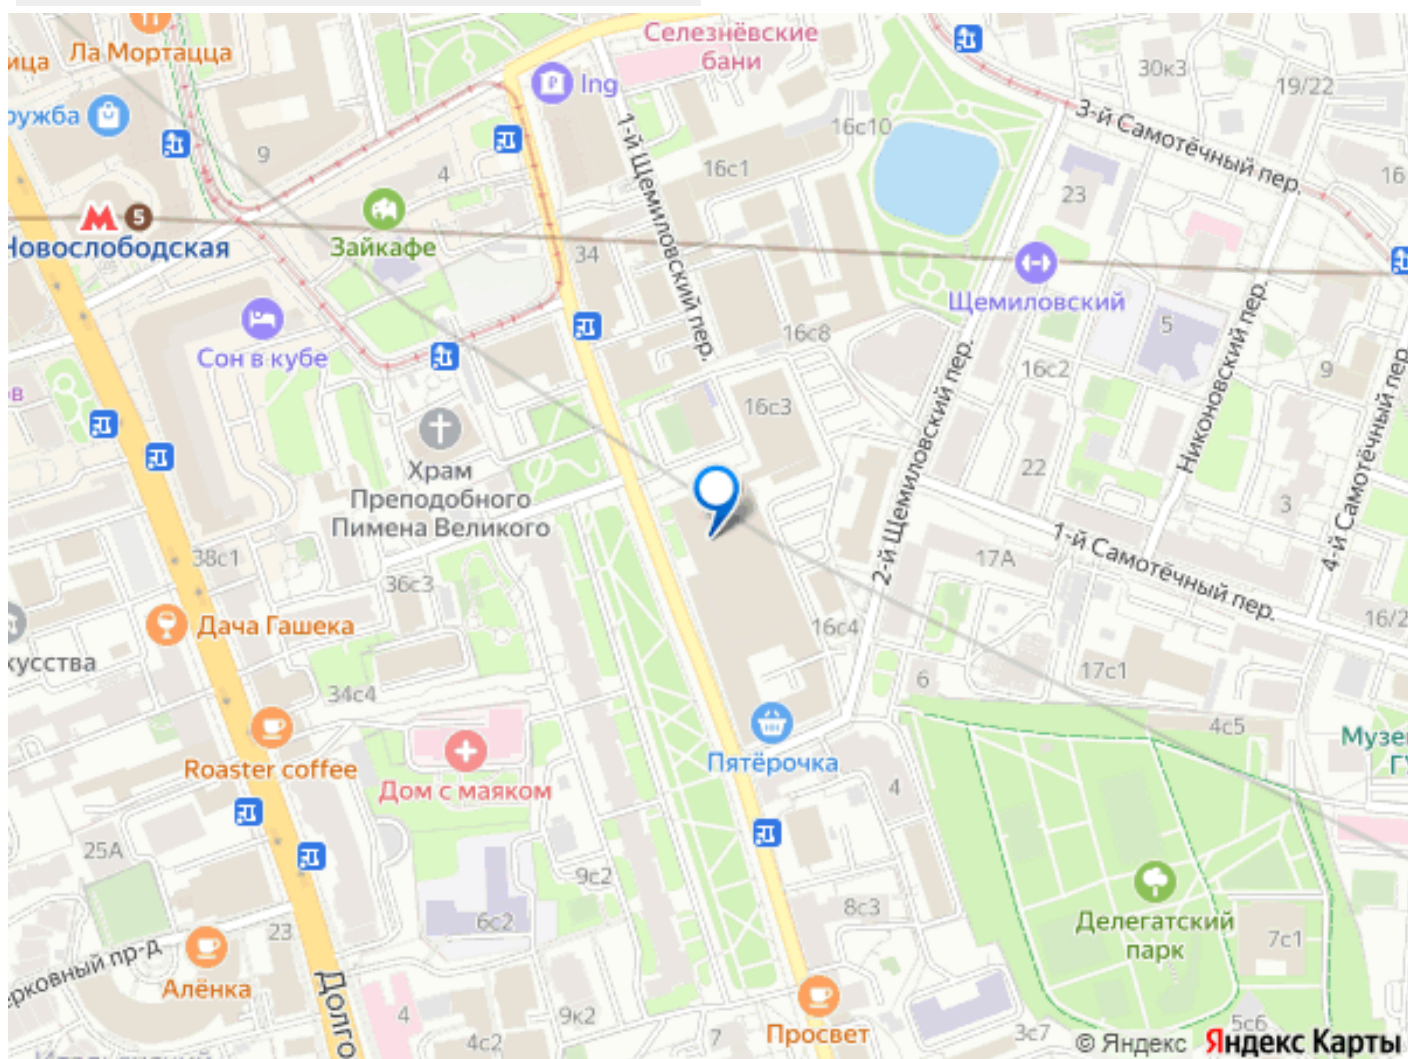 Ла Мортацца
ица
Селезнёвские
бани
30к3
19/22
Ing
ружба
3-й Самотёчный пер.
1-й Щемиловский пер.
16с10
9
4
16с1
16
23
5
Новослободская
Зайкафе
34
Щемиловский
Сон в кубе
16с8
5
16с2
9
ов
16с3
2-й Щемиловский пер.
Никоновский пер.
4-й Самотёчный пер.
Храм
Преподобного
Пимена Великого
22
3
38с1
36с3
17А
1-й Самотёчный пер.
Дача Гашека
16с4
16/2
кусства
34с4
6
17с1
4с5
Музе
ГУ
Roaster coffee
Пятёрочка
Дом с маяком
4
25А
9с2
6с2
8с3
Делегатский
парк
23
7с1
рковный пр-д
Алёнка
Долго
4
9к2
Просвет
4с2
7
3с7
5с6
© Яндекс Яндекс Карты